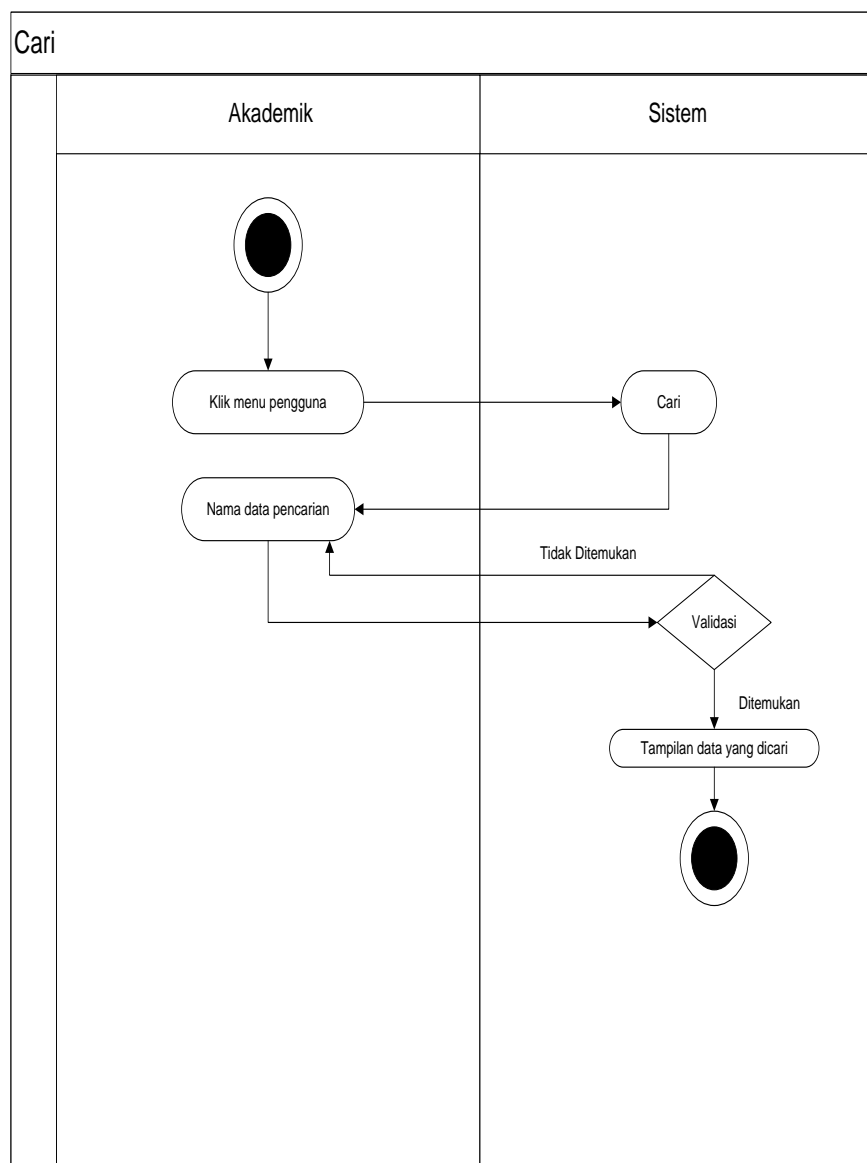 Cari
Akademik
Sistem
Klik menu pengguna
Cari
Nama data pencarian
Tidak Ditemukan
Validasi
Ditemukan
Tampilan data yang dicari